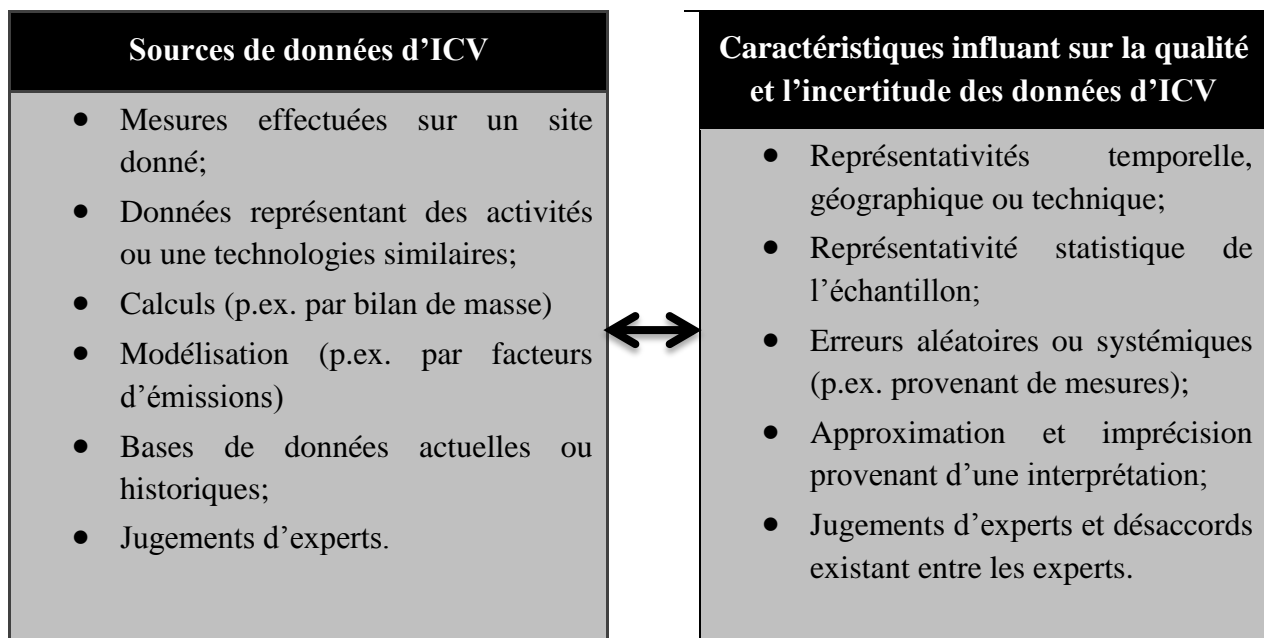 Sources de données d’ICV
• Mesures effectuées sur un site
donné;
• Données représentant des activités
ou une technologies similaires;
• Calculs (p.ex. par bilan de masse)
• Modélisation (p.ex. par facteurs
d’émissions)
• Bases de données actuelles ou
historiques;
• Jugements d’experts.
Caractéristiques influant sur la qualité
et l’incertitude des données d’ICV
• Représentativités temporelle,
géographique ou technique;
• Représentativité statistique de
l’échantillon;
• Erreurs aléatoires ou systémiques
(p.ex. provenant de mesures);
• Approximation et imprécision
provenant d’une interprétation;
• Jugements d’experts et désaccords
existant entre les experts.